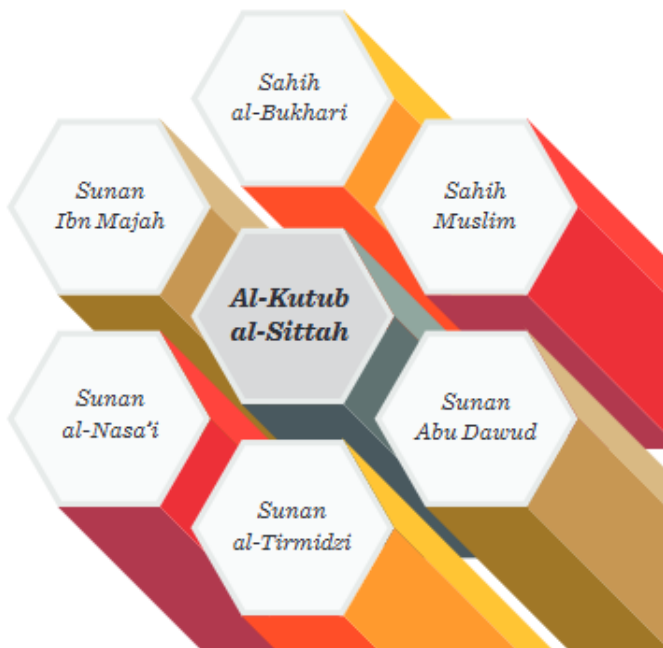 Sahih
al-Bukhari
Sunan
Ibn Majah
Sahih
Muslim
Al-Kutub
al-Sittah
Sunan
al-Nasa'i
Sunan
Abu Dawud
Sunan
al-Tirmidzi